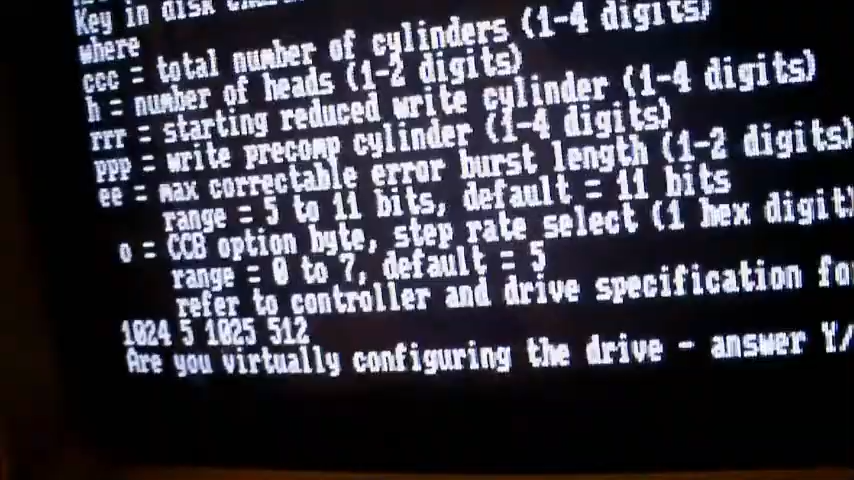 Key in disk
where
ccc = total number of cylinders (1-4 digits)
h = number of heads (1-2 digits)
rrr = starting reduced write cylinder (1-4 digits)
ppp = write precomp cylinder (1-4 digits)
ee = max correctable error burst length (1-2 digits)
range = 5 to 11 bits, default = 11 bits
o = CCB option byte, step rate select (1 hex digit)
range = 0 to 7, default = 5
refer to controller and drive specification
1024 5 1025 512
Are you virtually configuring the drive - answer Y/